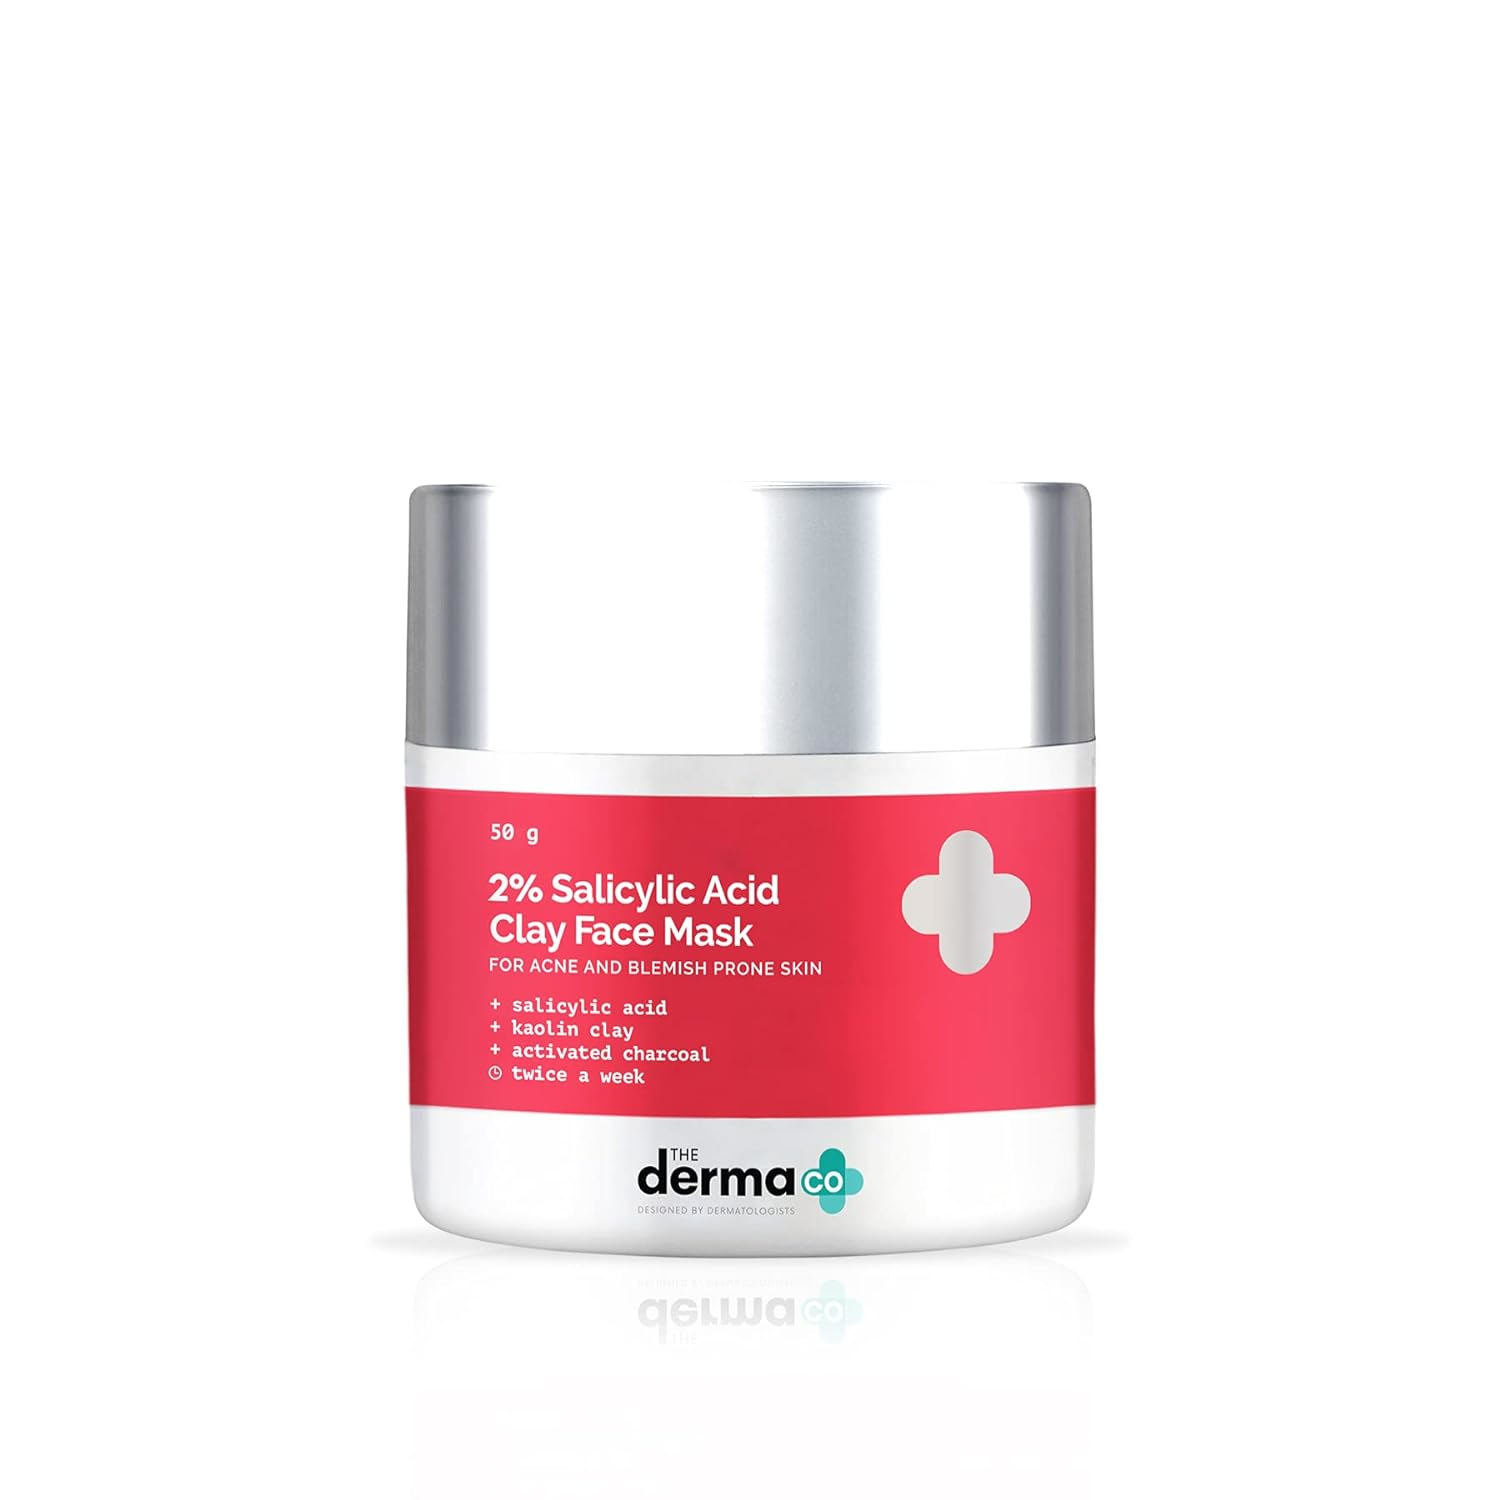 50 g
2% Salicylic Acid
Clay Face Mask
FOR ACNE AND BLEMISH PRONE SKIN
+ salicylic acid
+ kaolin clay
+ activated charcoal
twice a week
THE
derma co
DESIGNED BY DERMATOLOGISTS